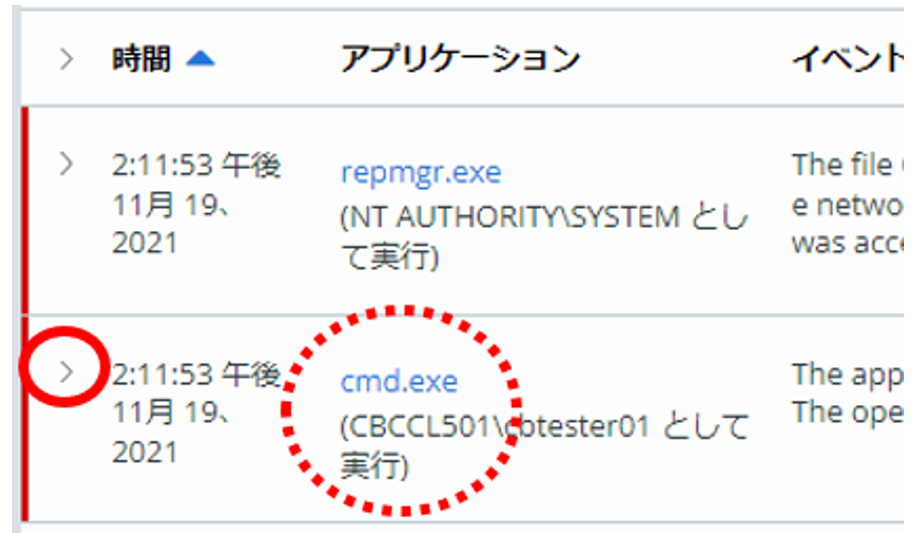 時間 アプリケーション イベント
2:11:53 午後 repmgr.exe The file
11月 19、 (NT AUTHORITY\SYSTEM とし e netwo
2021 て実行) was acce
2:11:53 午後 cmd.exe The app
11月 19、 (CBCCL501\cbtester01 として The ope
2021 実行)